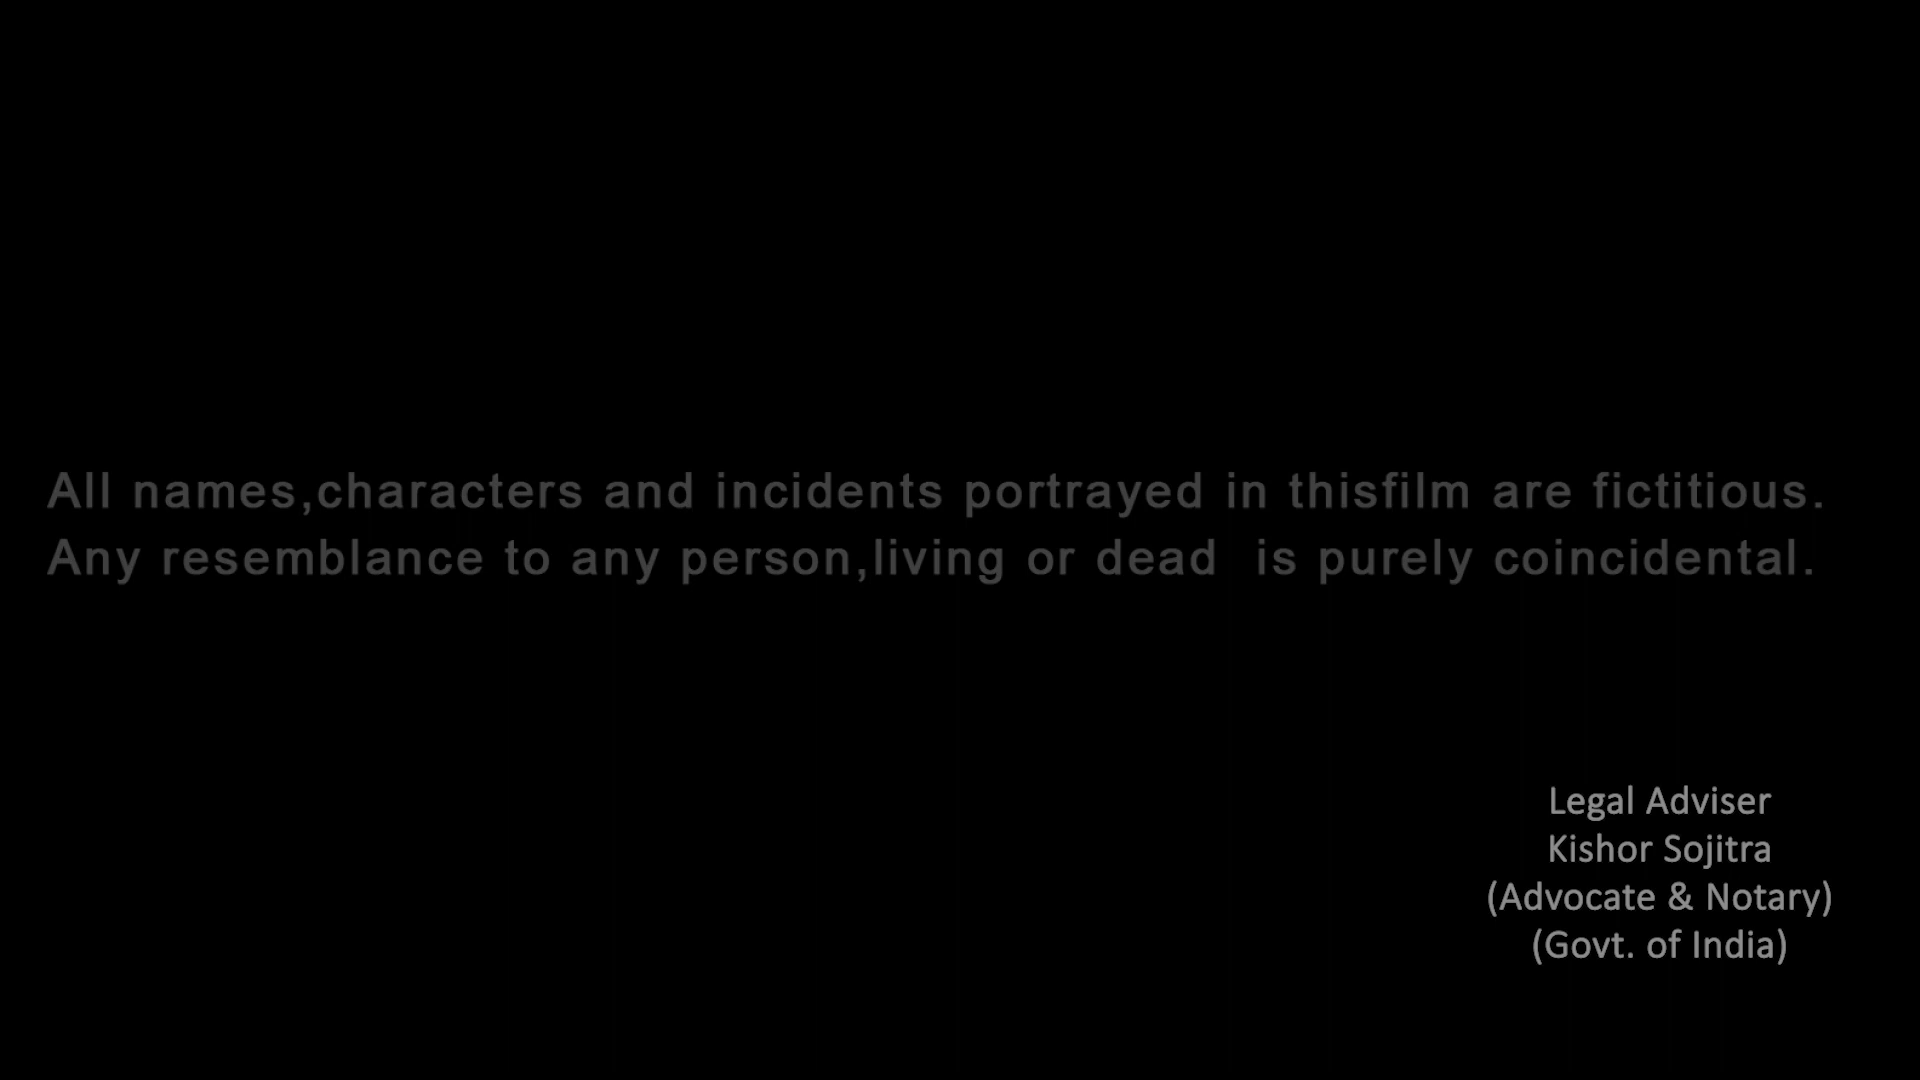 All names,characters and incidents portrayed in thisfilm are fictitious.
Any resemblance to any person,living or dead  is purely coincidental.
Legal Adviser
Kishor Sojitra
(Advocate & Notary)
(Govt. of India)